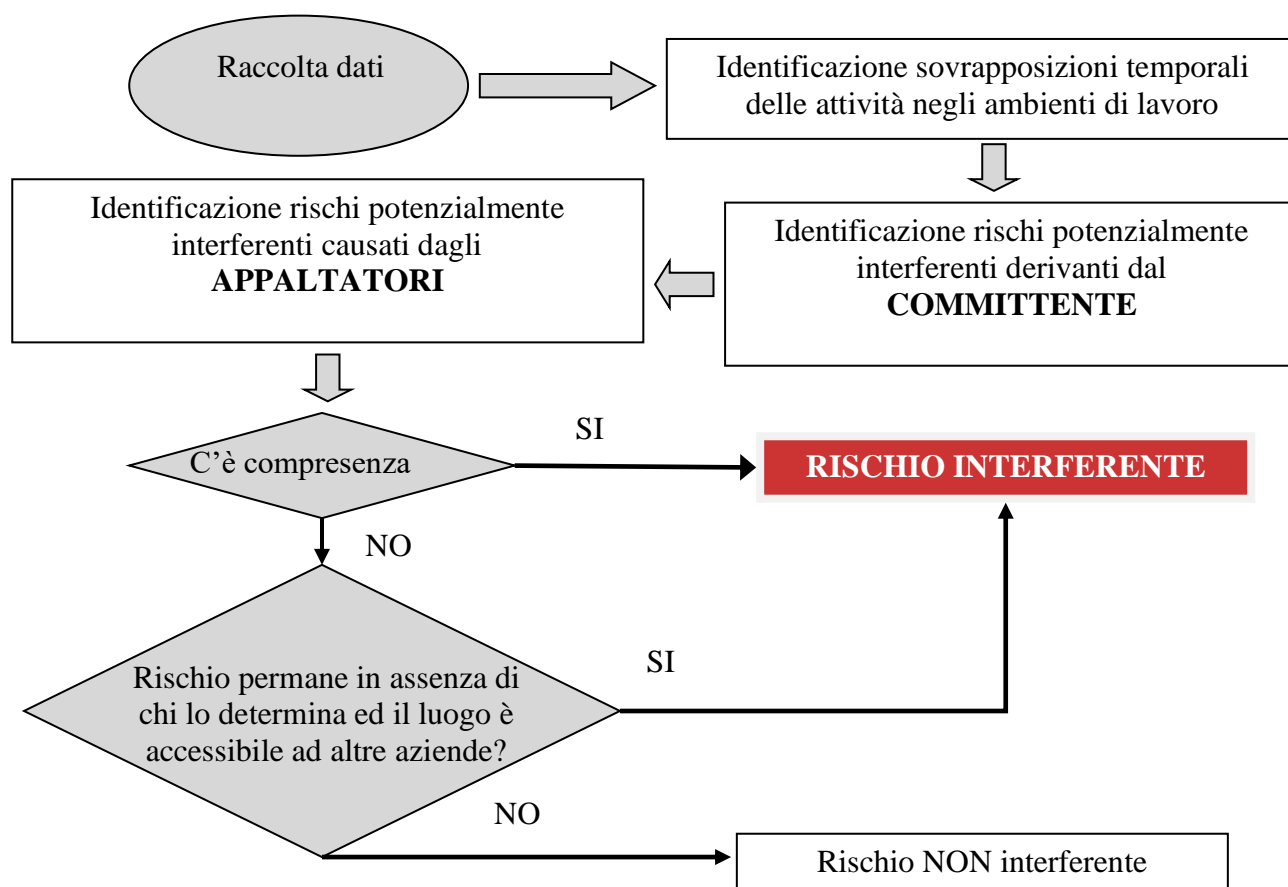 Raccolta dati
Identificazione sovrapposizioni temporali
delle attività negli ambienti di lavoro
Identificazione rischi potenzialmente
interferenti derivanti dal
COMMITTENTE
Identificazione rischi potenzialmente
interferenti causati dagli
APPALTATORI
C’è compresenza
SI
RISCHIO INTERFERENTE
NO
Rischio permane in assenza di
chi lo determina ed il luogo è
accessibile ad altre aziende?
SI
NO
Rischio NON interferente